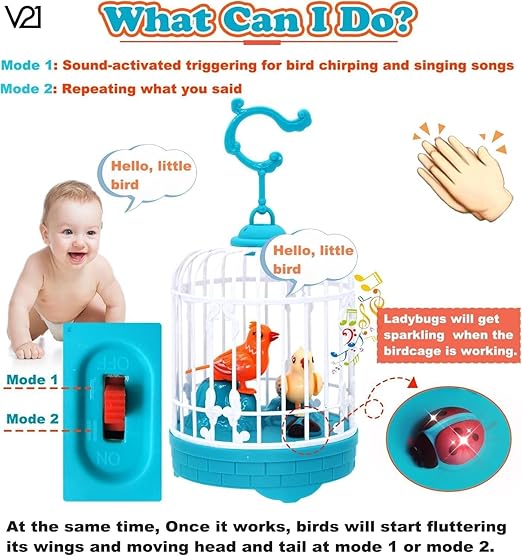 V21
What Can I Do?
Mode 1: Sound-activated triggering for bird chirping and singing songs
Mode 2: Repeating what you said
Hello, little
bird
Hello, little
bird
Ladybugs will get
sparkling when the
birdcage is working.
OFF
Mode 1
Mode 2
ON
At the same time, Once it works, birds will start fluttering
its wings and moving head and tail at mode 1 or mode 2.